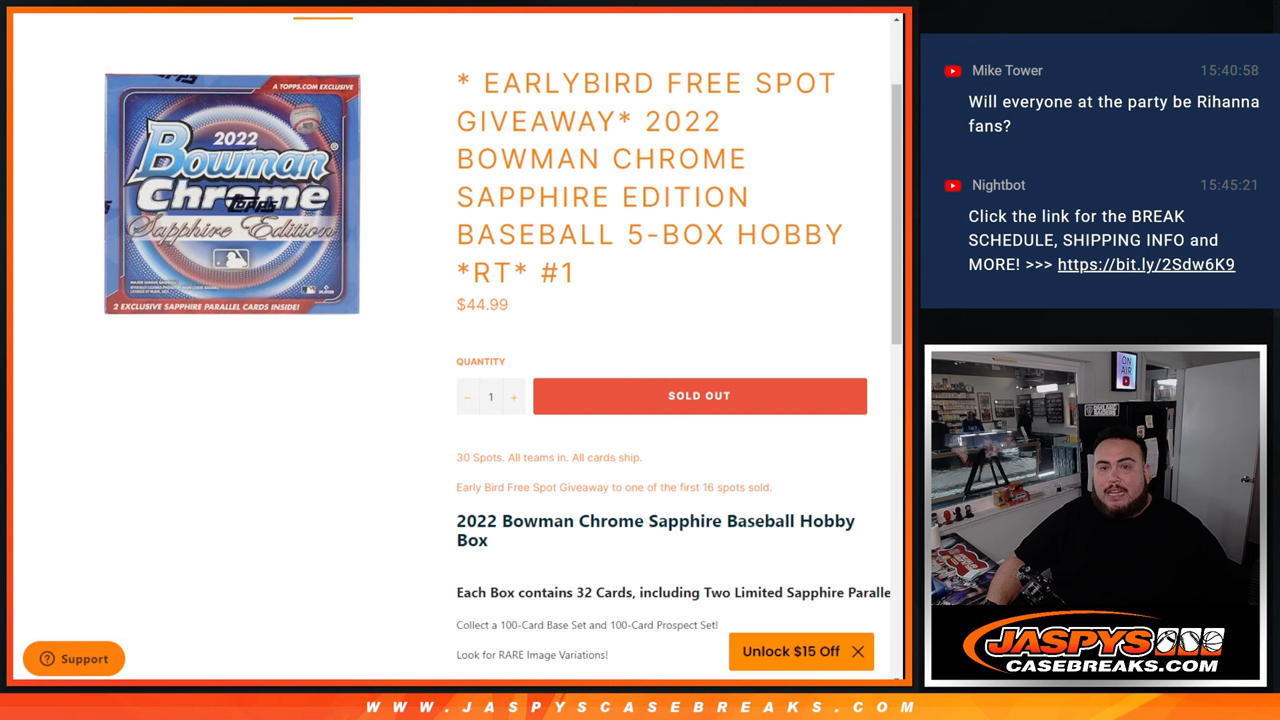 A TOPPS.COM EXCLUSIVE
2022
Bowman
Chrome
Topps
Sapphire Edition
2 EXCLUSIVE SAPPHIRE PARALLEL CARDS INSIDE!
* EARLYBIRD FREE SPOT
GIVEAWAY* 2022
BOWMAN CHROME
SAPPHIRE EDITION
BASEBALL 5-BOX HOBBY
*RT* #1
$44.99
QUANTITY
− 1 +
SOLD OUT
30 Spots. All teams in. All cards ship.
Early Bird Free Spot Giveaway to one of the first 16 spots sold.
2022 Bowman Chrome Sapphire Baseball Hobby
Box
Each Box contains 32 Cards, including Two Limited Sapphire Paralle
Collect a 100-Card Base Set and 100-Card Prospect Set!
Look for RARE Image Variations!
Support
Unlock $15 Off
Mike Tower 15:40:58
Will everyone at the party be Rihanna
fans?
Nightbot 15:45:21
Click the link for the BREAK
SCHEDULE, SHIPPING INFO and
MORE! >>> https://bit.ly/2Sdw6K9
ON
AIR
JASPYS
CASEBREAKS.COM
WWW.JASPYSCASEBREAKS.COM